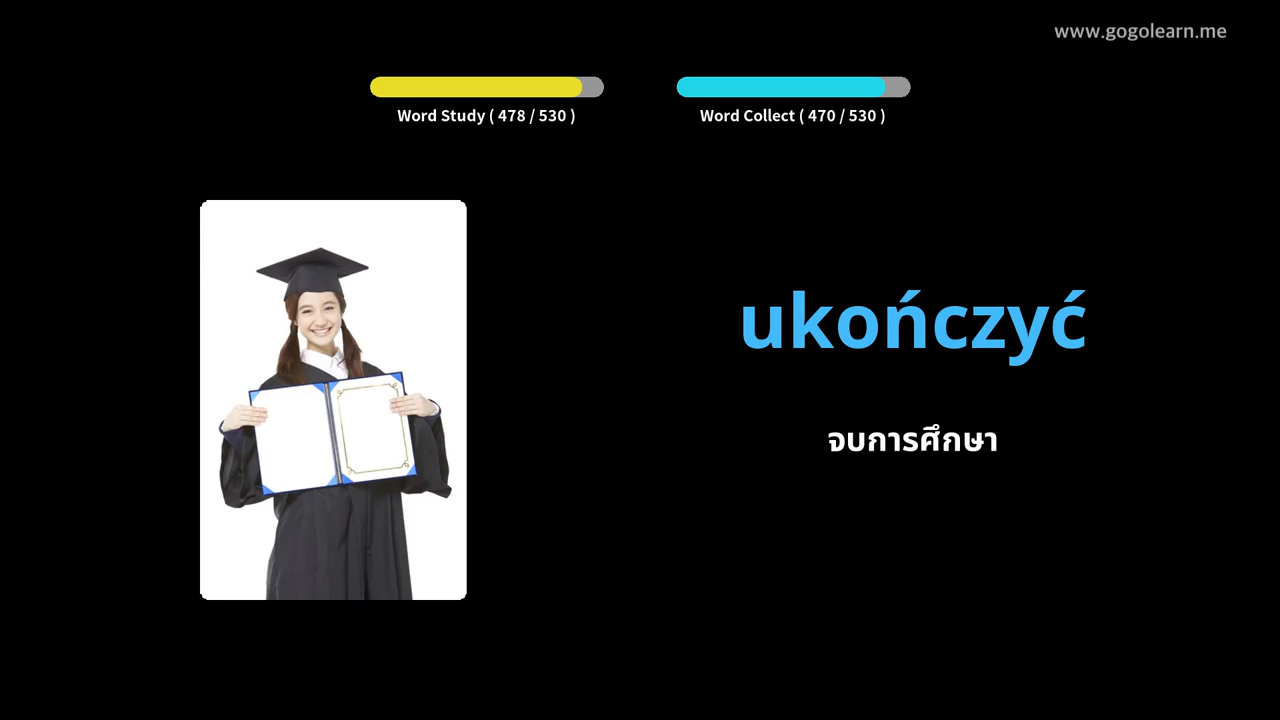 www.gogolearn.me
Word Study ( 478 / 530 )
Word Collect ( 470 / 530 )
ukończyć
จบการศึกษา